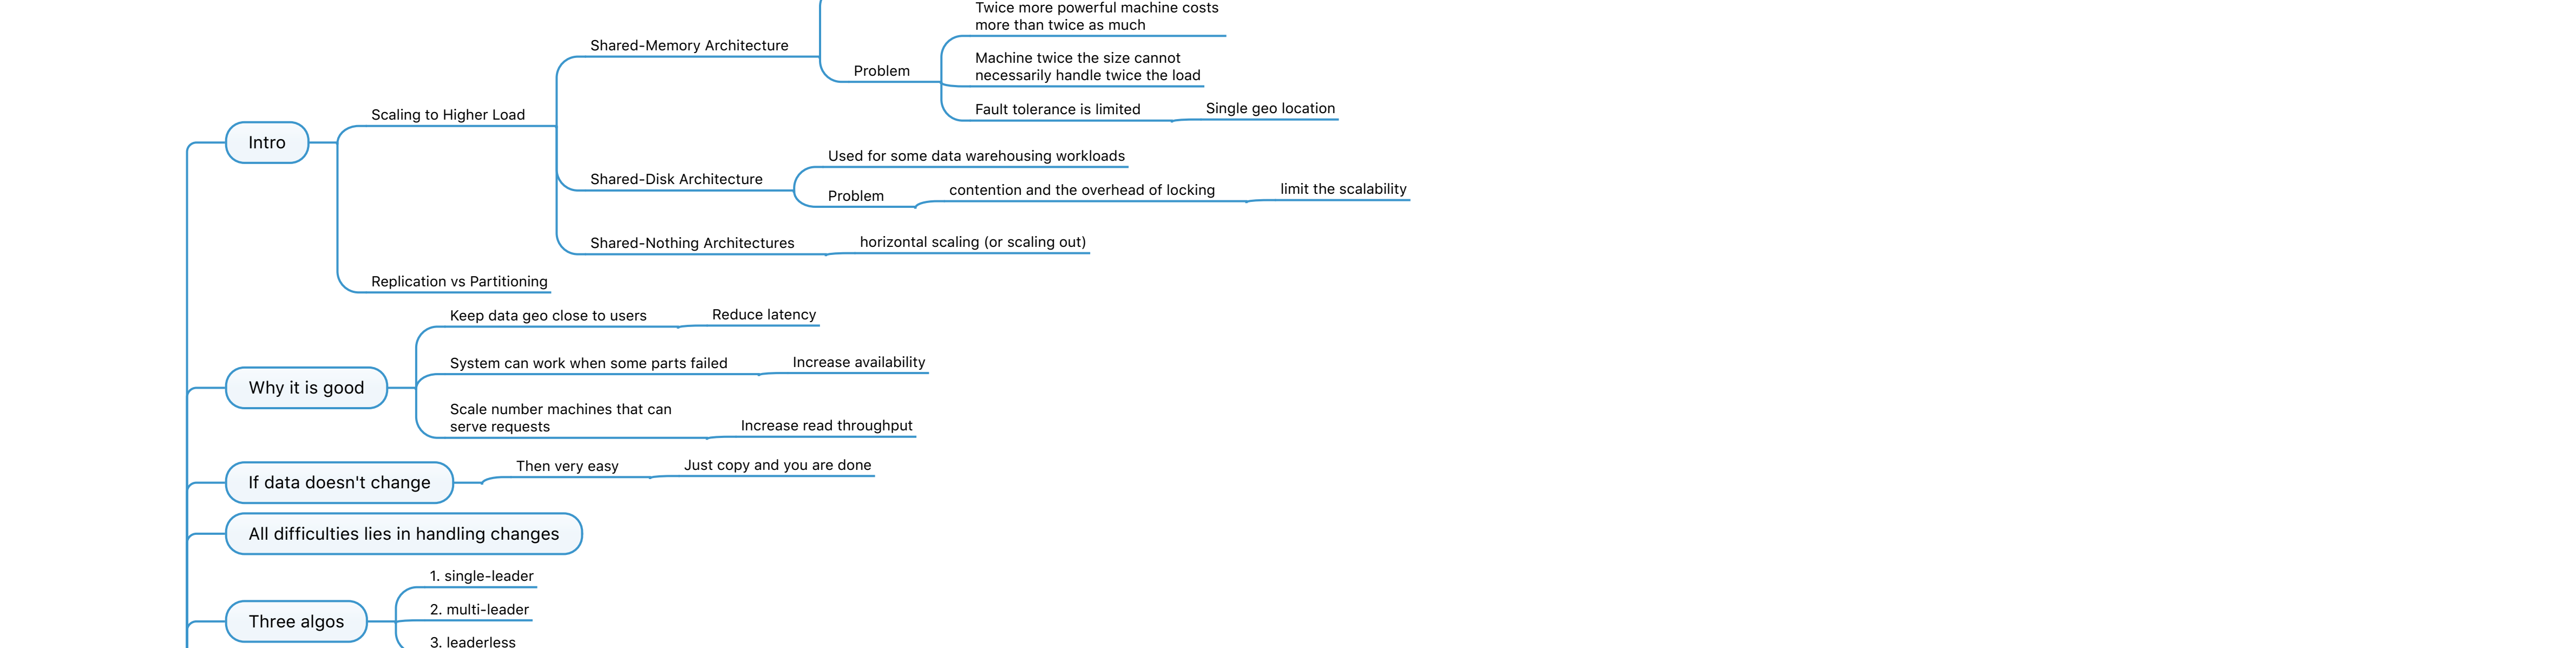 Twice more powerful machine costs
more than twice as much
Shared-Memory Architecture
Machine twice the size cannot
necessarily handle twice the load
Problem
Fault tolerance is limited
Single geo location
Scaling to Higher Load
Intro
Used for some data warehousing workloads
Shared-Disk Architecture
Problem
contention and the overhead of locking
limit the scalability
Shared-Nothing Architectures
horizontal scaling (or scaling out)
Replication vs Partitioning
Keep data geo close to users
Reduce latency
System can work when some parts failed
Increase availability
Why it is good
Scale number machines that can
serve requests
Increase read throughput
If data doesn't change
Then very easy
Just copy and you are done
All difficulties lies in handling changes
1. single-leader
2. multi-leader
Three algos
3. leaderless